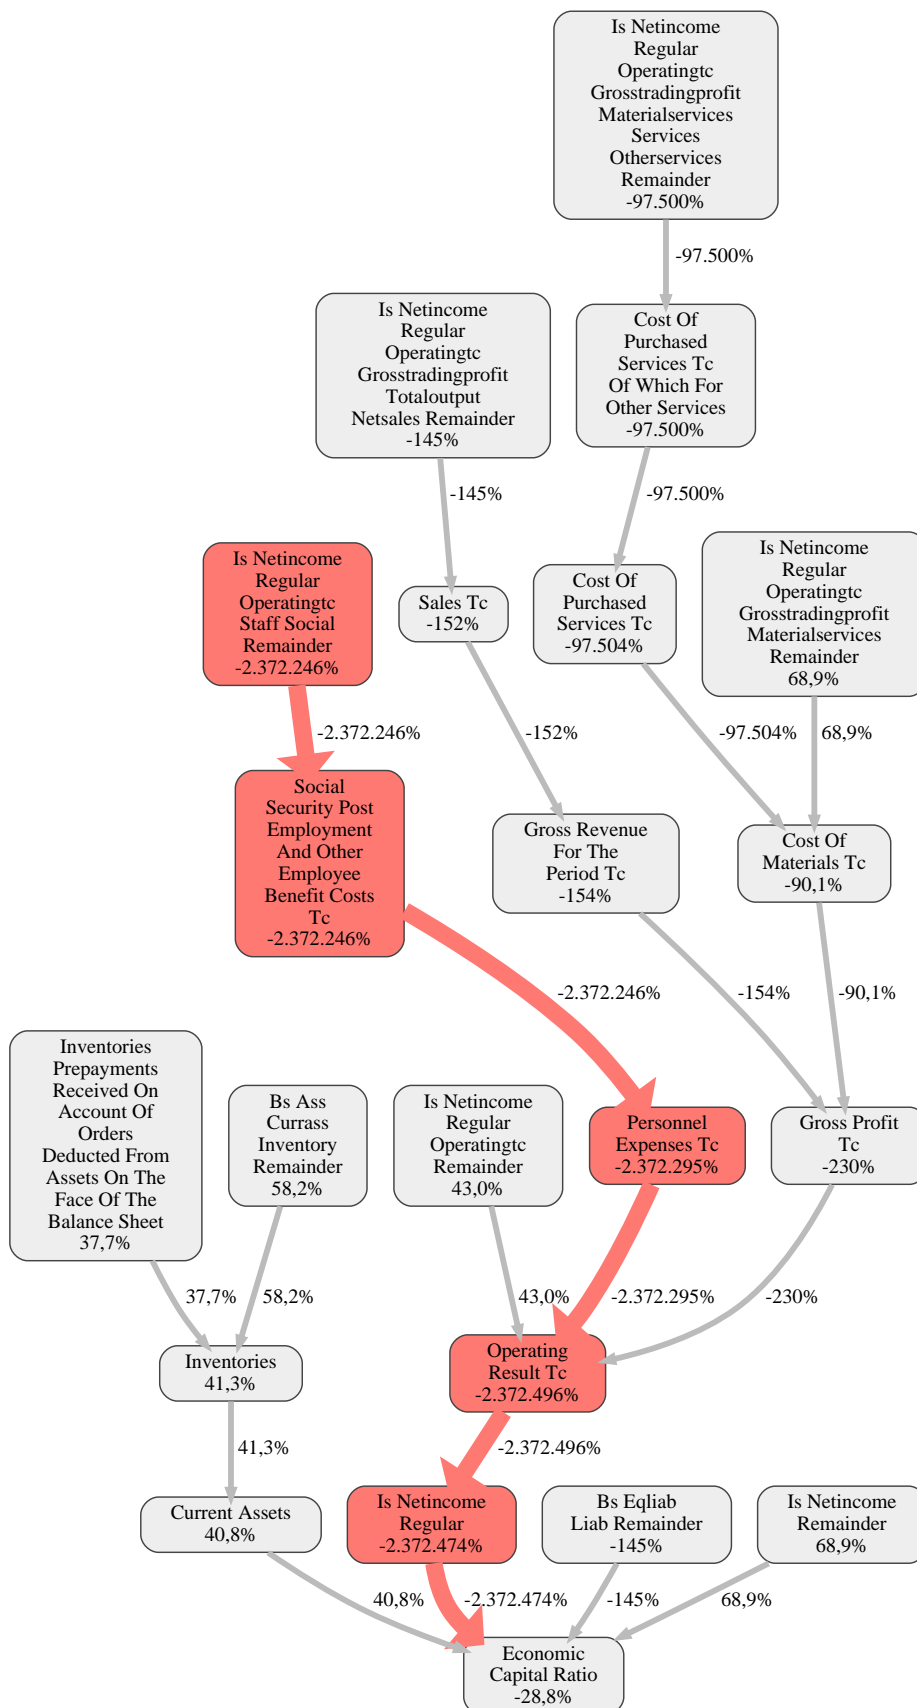 Is Netincome
Regular
Operatingtc
Grosstradingprofit
Materialservices
Services
Otherservices
Remainder
-97.500%
-97.500%
Is Netincome
Regular
Operatingtc
Grosstradingprofit
Totaloutput
Netsales Remainder
-145%
Cost Of
Purchased
Services Tc
Of Which For
Other Services
-97.500%
-145%
-97.500%
Is Netincome
Regular
Operatingtc
Staff Social
Remainder
-2.372.246%
Sales Tc
-152%
Cost Of
Purchased
Services Tc
-97.504%
Is Netincome
Regular
Operatingtc
Grosstradingprofit
Materialservices
Remainder
68,9%
-2.372.246%
-152%
-97.504%
68,9%
Social
Security Post
Employment
And Other
Employee
Benefit Costs
Tc
-2.372.246%
Gross Revenue
For The
Period Tc
-154%
Cost Of
Materials Tc
-90,1%
-2.372.246%
-154%
-90,1%
Inventories
Prepayments
Received On
Account Of
Orders
Deducted From
Assets On The
Face Of The
Balance Sheet
37,7%
Bs Ass
Currass
Inventory
Remainder
58,2%
Is Netincome
Regular
Operatingtc
Remainder
43,0%
Personnel
Expenses Tc
-2.372.295%
Gross Profit
Tc
-230%
37,7%
58,2%
43,0%
-2.372.295%
-230%
Inventories
41,3%
Operating
Result Tc
-2.372.496%
41,3%
-2.372.496%
Current Assets
40,8%
Is Netincome
Regular
-2.372.474%
Bs Eqliab
Liab Remainder
-145%
Is Netincome
Remainder
68,9%
40,8%
-2.372.474%
-145%
68,9%
Economic
Capital Ratio
-28,8%